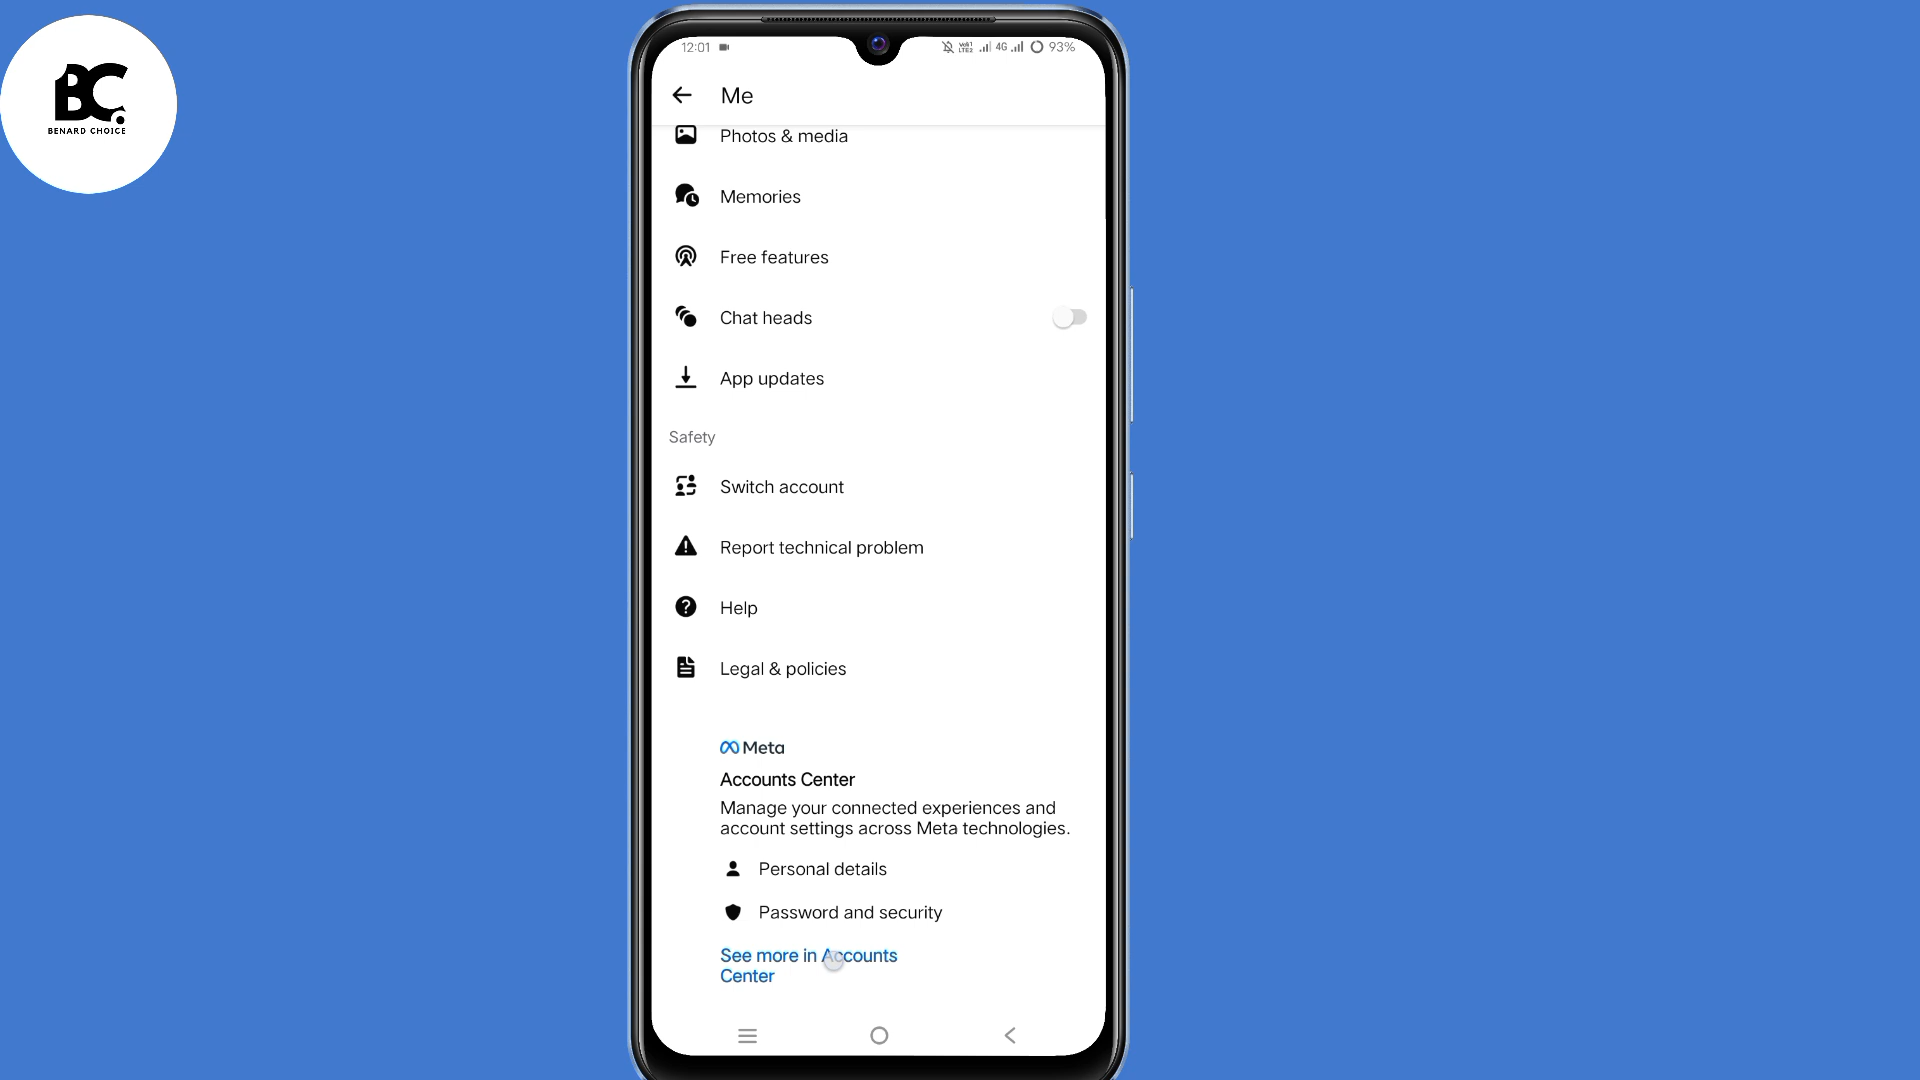 BC
BENARD CHOICE
12:01
4G
93%
Me
Photos & media
Memories
Free features
Chat heads
App updates
Safety
Switch account
Report technical problem
Help
Legal & policies
Meta
Accounts Center
Manage your connected experiences and
account settings across Meta technologies.
Personal details
Password and security
See more in Accounts
Center